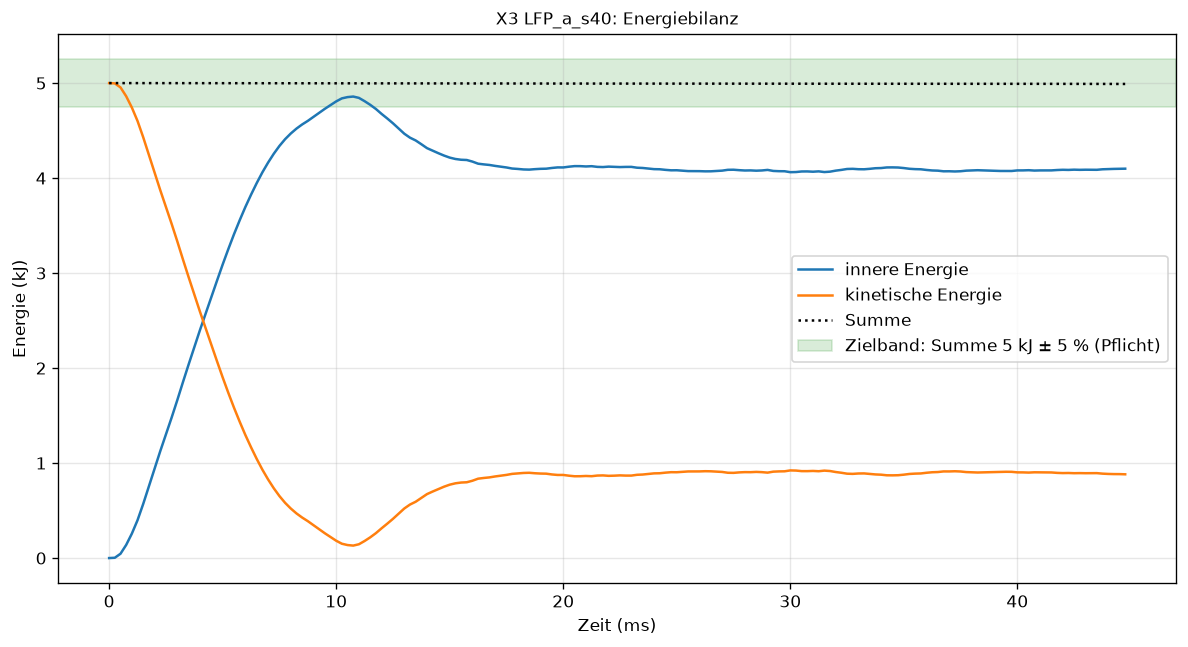 X3 LFP_a_s40: Energiebilanz
Energie (kJ)
5
4
3
2
1
0
innere Energie
kinetische Energie
Summe
Zielband: Summe 5 kJ ± 5 % (Pflicht)
0 10 20 30 40
Zeit (ms)